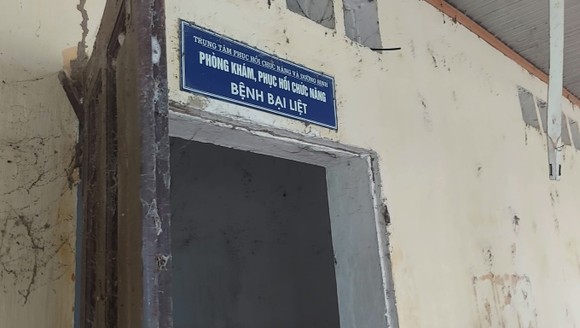 TRUNG TÂM PHỤC HỒI CHỨC NĂNG VÀ DƯỠNG SINH
PHÒNG KHÁM, PHỤC HỒI CHỨC NĂNG
BỆNH BẠI LIỆT